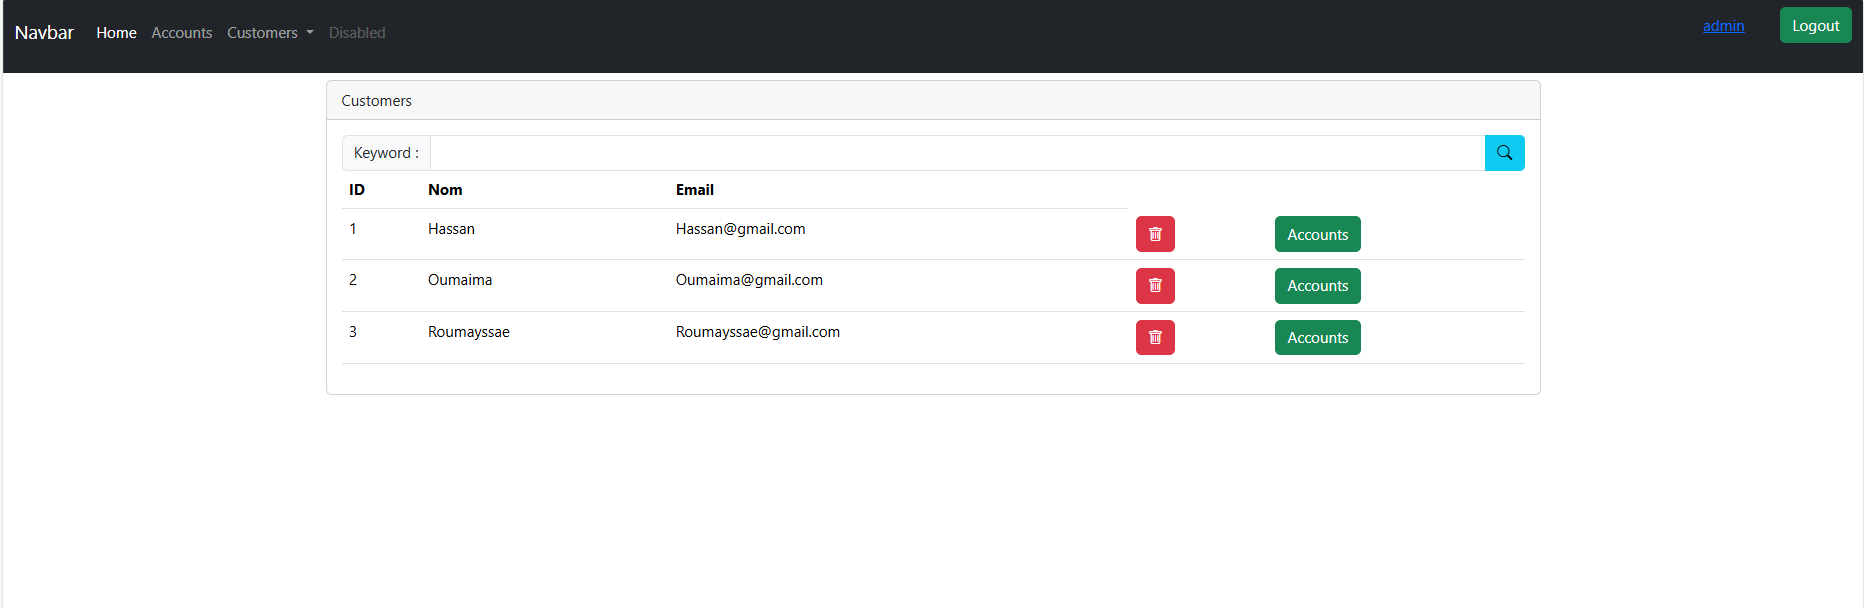 Navbar Home Accounts Customers Disabled admin Logout
Customers
Keyword :
ID Nom Email
1 Hassan Hassan@gmail.com Accounts
2 Oumaima Oumaima@gmail.com Accounts
3 Roumayssae Roumayssae@gmail.com Accounts